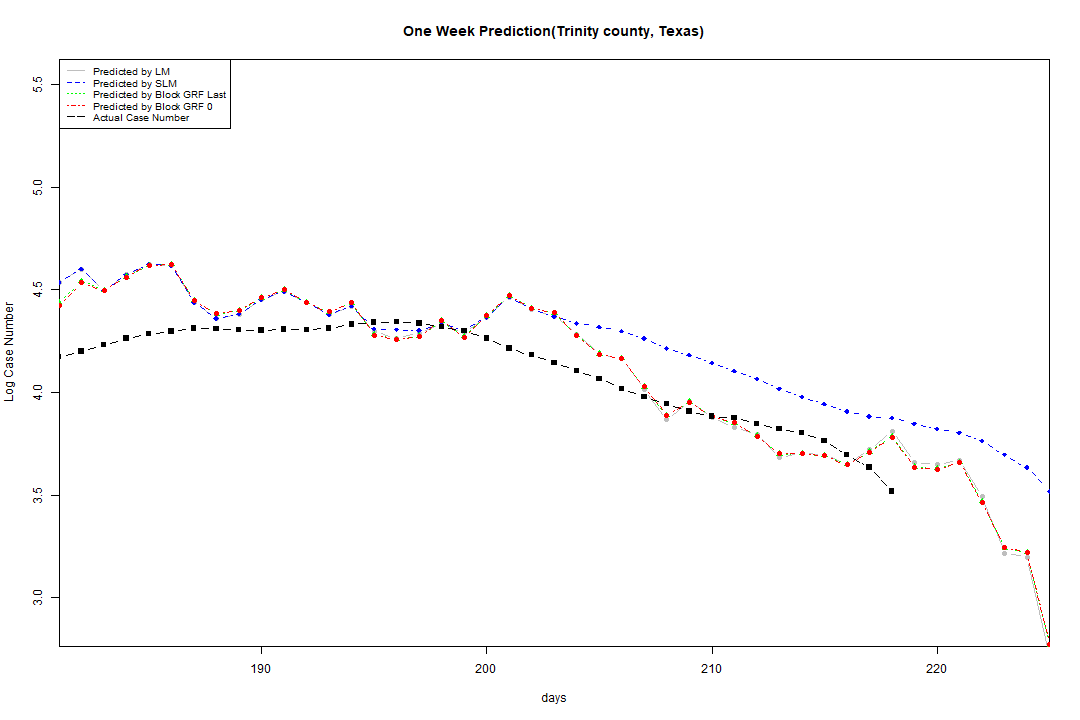 One Week Prediction(Trinity county, Texas)
Predicted by LM
Predicted by SLM
Predicted by Block GRF Last
Predicted by Block GRF 0
Actual Case Number
5.5
5.0
4.5
4.0
3.5
3.0
Log Case Number
190
200
210
220
days